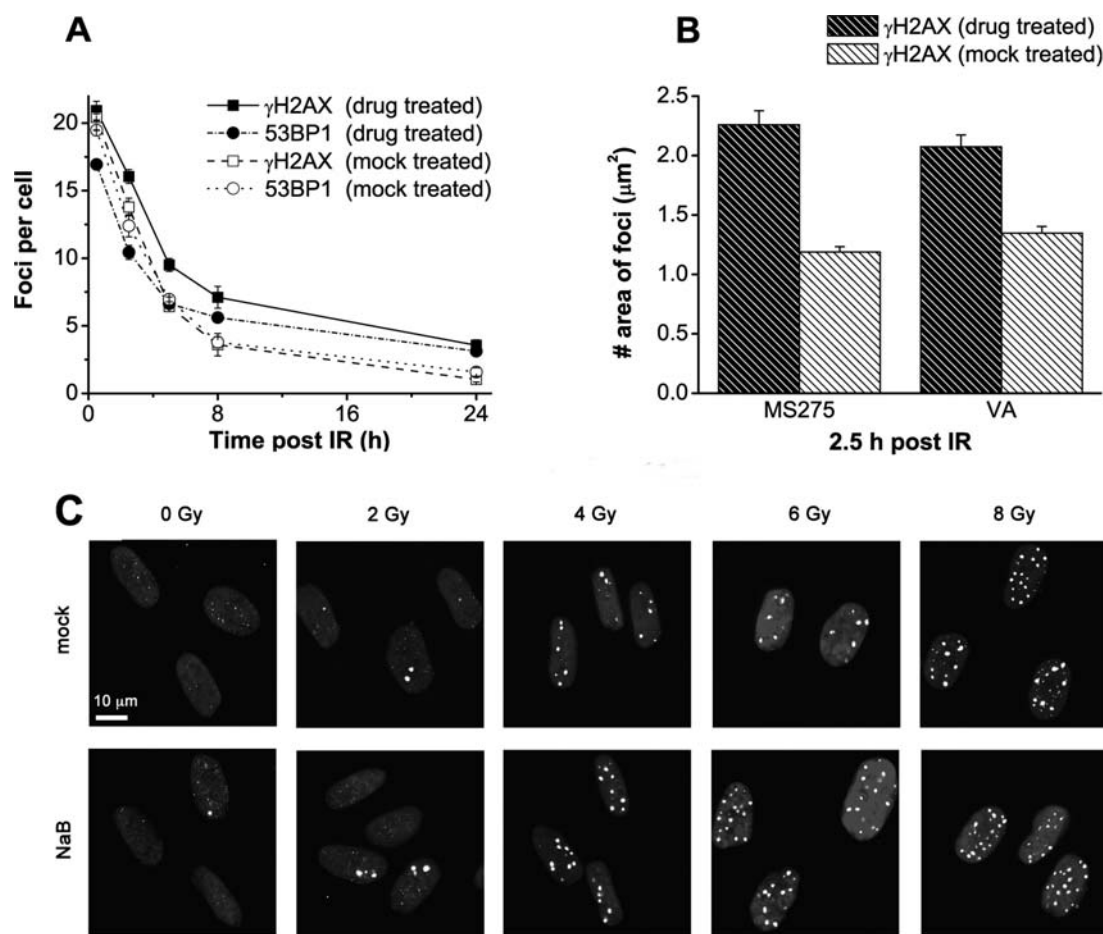 A
γH2AX (drug treated)
53BP1 (drug treated)
γH2AX (mock treated)
53BP1 (mock treated)
Foci per cell
20
15
10
5
0
0 8 16 24
Time post IR (h)
B
γH2AX (drug treated)
γH2AX (mock treated)
# area of foci (μm²)
2.5
2.0
1.5
1.0
0.5
0.0
MS275 VA
2.5 h post IR
C
0 Gy 2 Gy 4 Gy 6 Gy 8 Gy
mock
10 μm
NaB